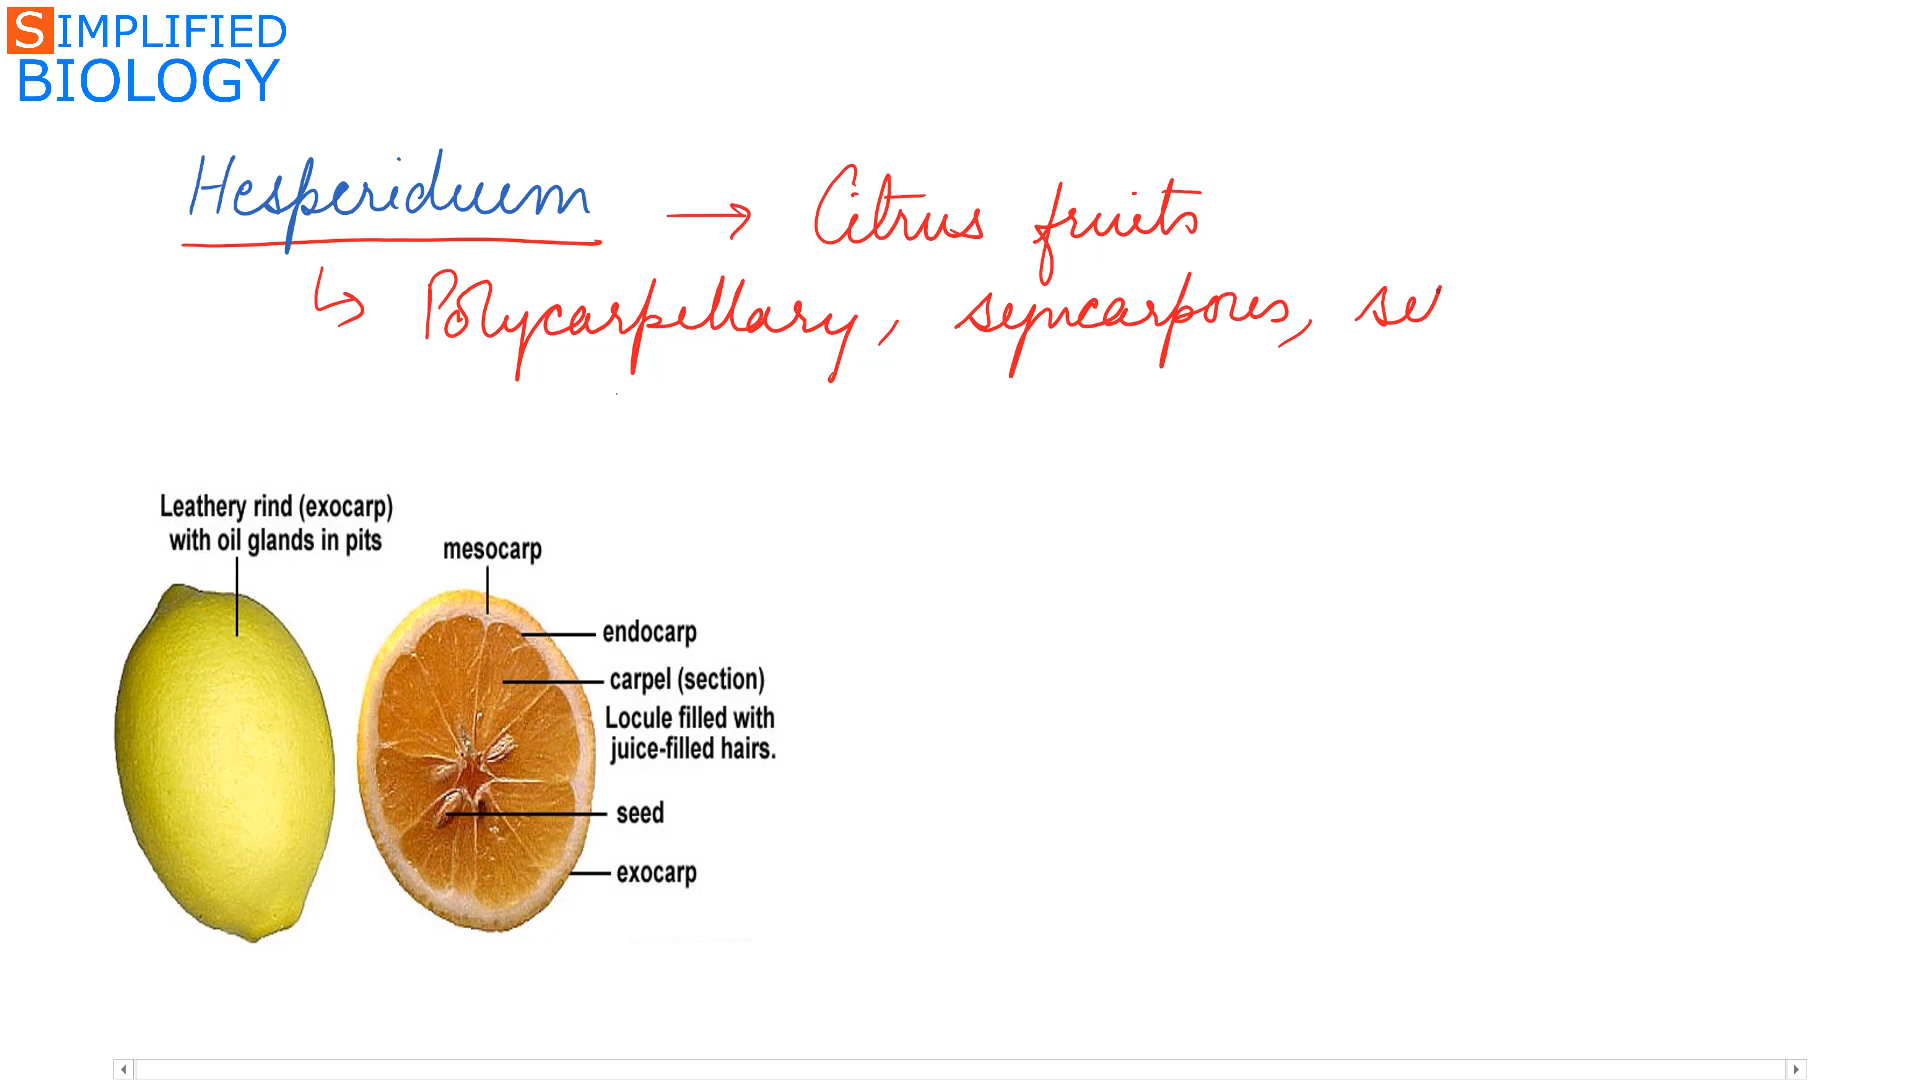 SIMPLIFIED
BIOLOGY
Hesperidium → Citrus fruits
↳ Polycarpellary, syncarpous, se
Leathery rind (exocarp)
with oil glands in pits
mesocarp
endocarp
carpel (section)
Locule filled with
juice-filled hairs.
seed
exocarp